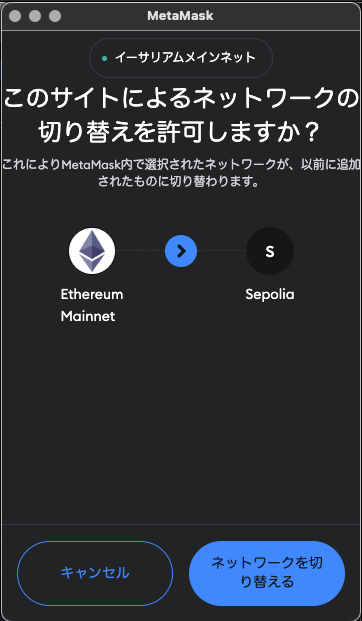 MetaMask
イーサリアムメインネット
このサイトによるネットワークの
切り替えを許可しますか？
これによりMetaMask内で選択されたネットワークが、以前に追加
されたものに切り替わります。
S
Ethereum
Mainnet
Sepolia
キャンセル
ネットワークを切
り替える